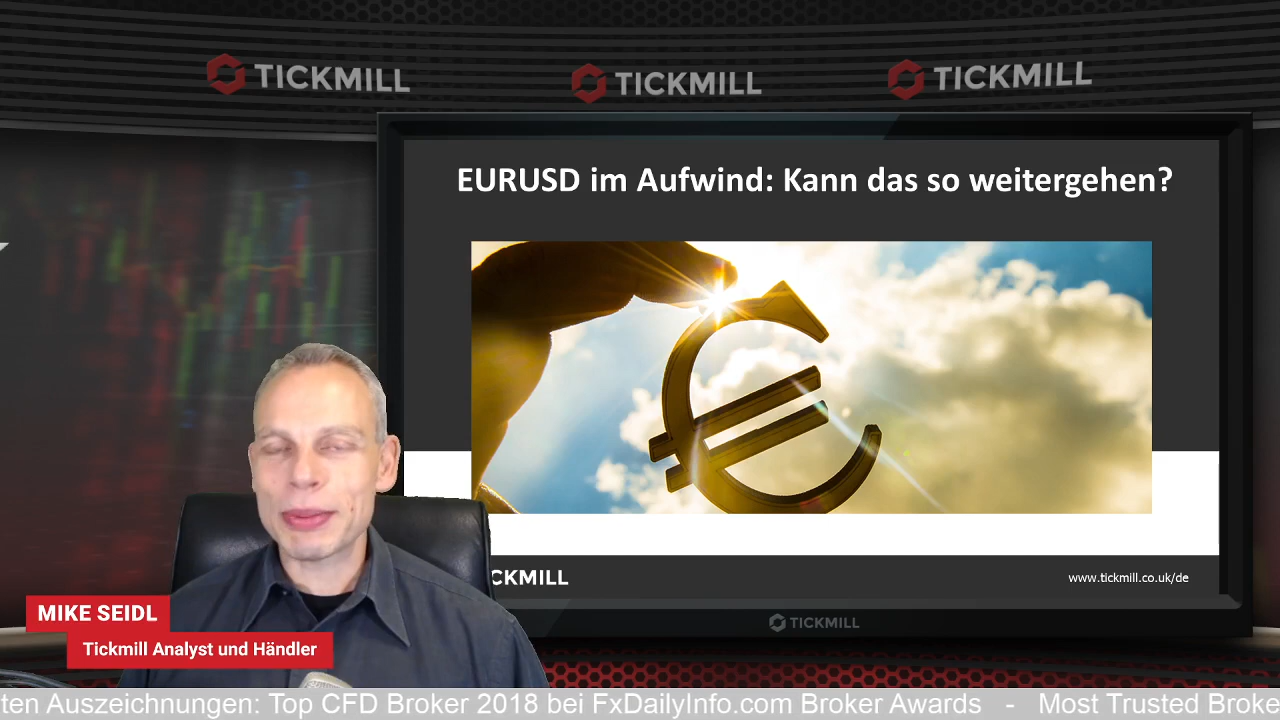 TICKMILL
TICKMILL
TICKMILL
EURUSD im Aufwind: Kann das so weitergehen?
CKMILL
www.tickmill.co.uk/de
TICKMILL
MIKE SEIDL
Tickmill Analyst und Händler
ten Auszeichnungen: Top CFD Broker 2018 bei FxDailyInfo.com Broker Awards - Most Trusted Broke